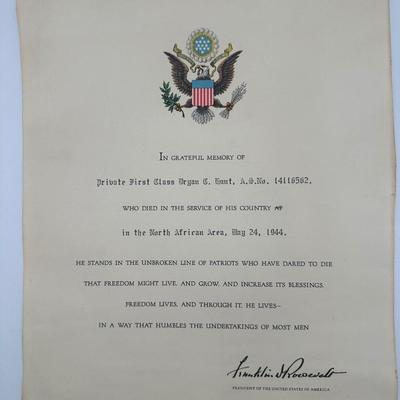 IN GRATEFUL MEMORY OF
Private First Class Bryan C. Hunt, A.S.No. 14116562,
WHO DIED IN THE SERVICE OF HIS COUNTRY AT
in the North African Area, May 24, 1944.
HE STANDS IN THE UNBROKEN LINE OF PATRIOTS WHO HAVE DARED TO DIE
THAT FREEDOM MIGHT LIVE, AND GROW, AND INCREASE ITS BLESSINGS.
FREEDOM LIVES, AND THROUGH IT, HE LIVES—
IN A WAY THAT HUMBLES THE UNDERTAKINGS OF MOST MEN
Franklin D Roosevelt
PRESIDENT OF THE UNITED STATES OF AMERICA